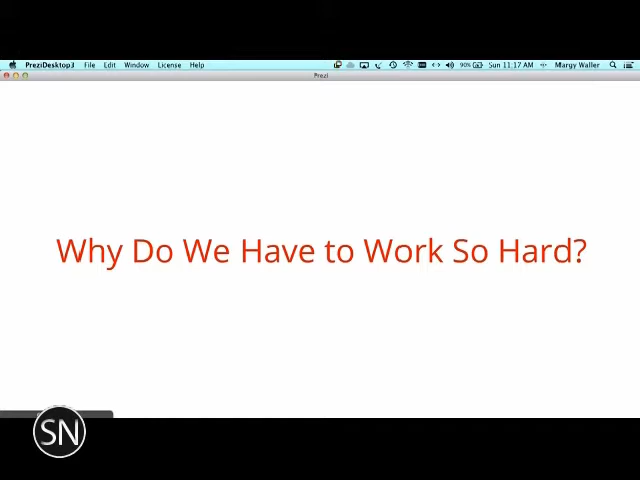 PreziDesktop3 File Edit Window License Help 90% Sun 11:17 AM Margy Waller
Prezi
Why Do We Have to Work So Hard?
SN